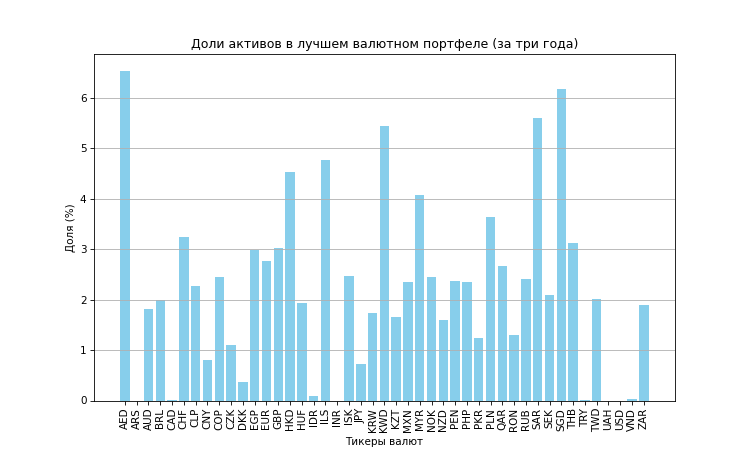 Доли активов в лучшем валютном портфеле (за три года)
Доля (%)
6
5
4
3
2
1
0
AED ARS AUD BRL CAD CHF CLP CNY COP CZK DKK EGP EUR GBP HKD HUF IDR ILS INR ISK JPY KRW KWD KZT MXN MYR NOK NZD PEN PHP PKR PLN QAR RON RUB SAR SEK SGD THB TRY TWD UAH USD VND ZAR
Тикеры валют